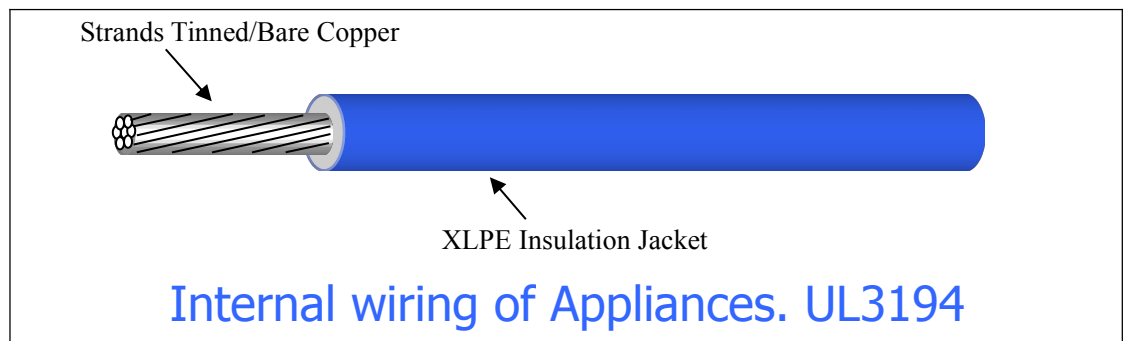 Strands Tinned/Bare Copper
XLPE Insulation Jacket
Internal wiring of Appliances. UL3194